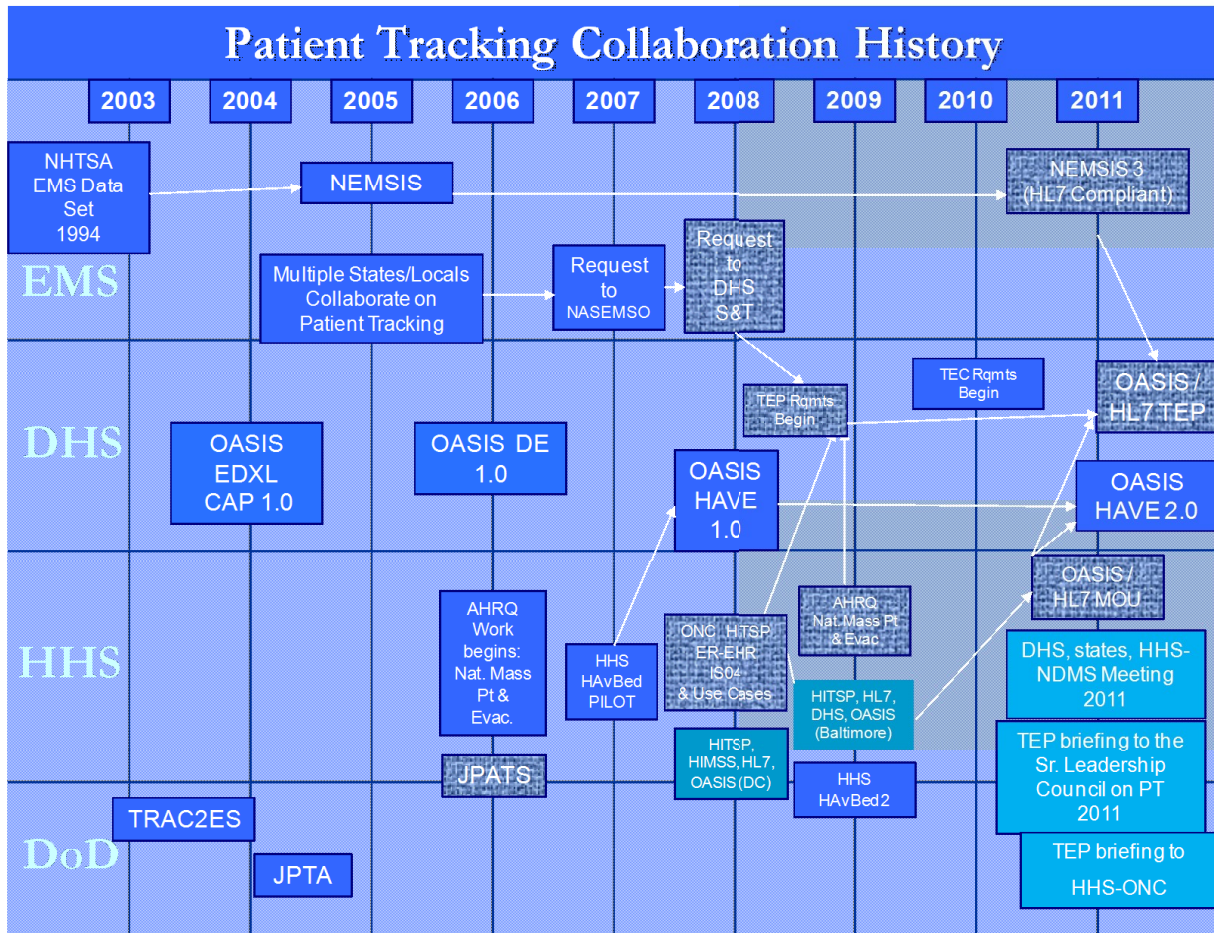 Patient Tracking Collaboration History
2003 2004 2005 2006 2007 2008 2009 2010 2011
NHTSA
EMS Data
Set
1994
NEMSIS
NEMSIS 3
(HL7 Compliant)
EMS
Multiple States/Locals
Collaborate on
Patient Tracking
Request
to
NASEMSO
Request
to
DHS
S&T
DHS
TEP Rqmts
Begin
TEC Rqmts
Begin
OASIS /
HL7 TEP
OASIS
EDXL
CAP 1.0
OASIS DE
1.0
OASIS
HAVE
1.0
OASIS
HAVE 2.0
HHS
AHRQ
Work
begins:
Nat. Mass
Pt &
Evac.
HHS
HAvBed
PILOT
ONC, HITSP
ER-EHR
IS04
& Use Cases
AHRQ
Nat. Mass Pt
& Evac
OASIS /
HL7 MOU
HITSP, HL7,
DHS, OASIS
(Baltimore)
DHS, states, HHS-
NDMS Meeting
2011
JPATS
HITSP,
HIMSS, HL7,
OASIS (DC)
HHS
HAvBed 2
TEP briefing to the
Sr. Leadership
Council on PT
2011
DoD
TRAC2ES
JPTA
TEP briefing to
HHS-ONC